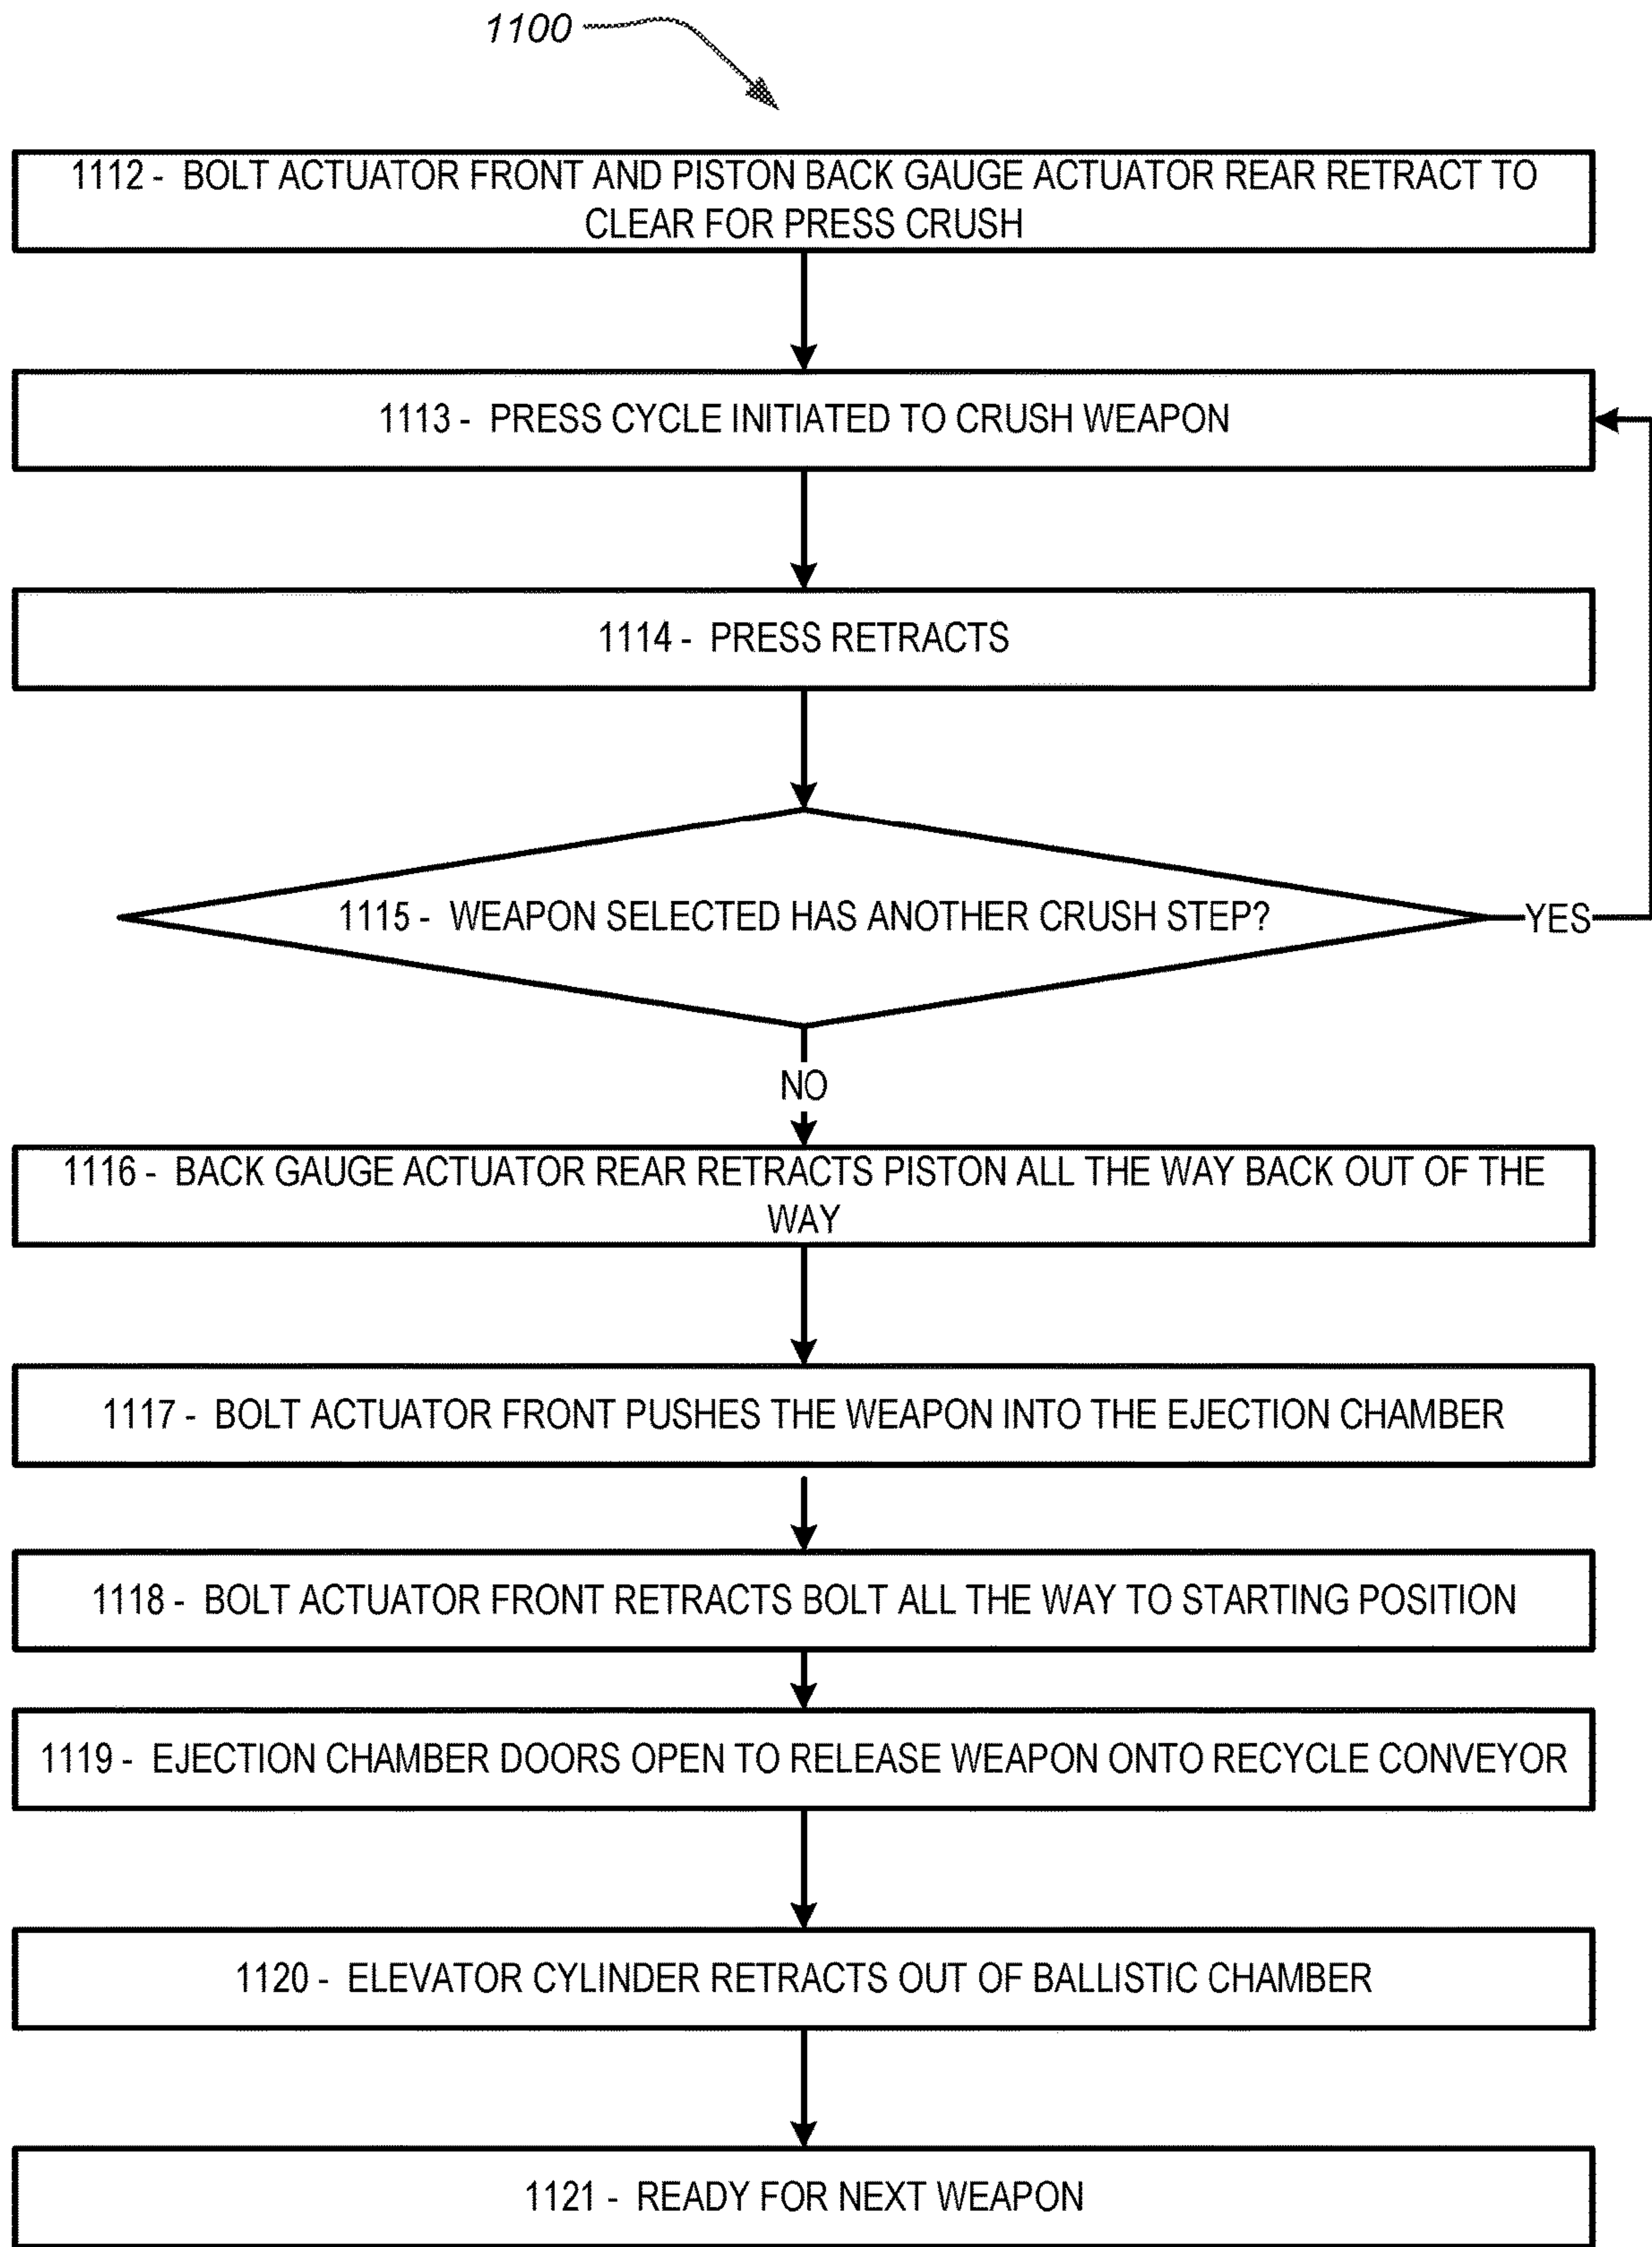 1100
1112 - BOLT ACTUATOR FRONT AND PISTON BACK GAUGE ACTUATOR REAR RETRACT TO
CLEAR FOR PRESS CRUSH
1113 - PRESS CYCLE INITIATED TO CRUSH WEAPON
1114 - PRESS RETRACTS
1115 - WEAPON SELECTED HAS ANOTHER CRUSH STEP?
YES
NO
1116 - BACK GAUGE ACTUATOR REAR RETRACTS PISTON ALL THE WAY BACK OUT OF THE
WAY
1117 - BOLT ACTUATOR FRONT PUSHES THE WEAPON INTO THE EJECTION CHAMBER
1118 - BOLT ACTUATOR FRONT RETRACTS BOLT ALL THE WAY TO STARTING POSITION
1119 - EJECTION CHAMBER DOORS OPEN TO RELEASE WEAPON ONTO RECYCLE CONVEYOR
1120 - ELEVATOR CYLINDER RETRACTS OUT OF BALLISTIC CHAMBER
1121 - READY FOR NEXT WEAPON